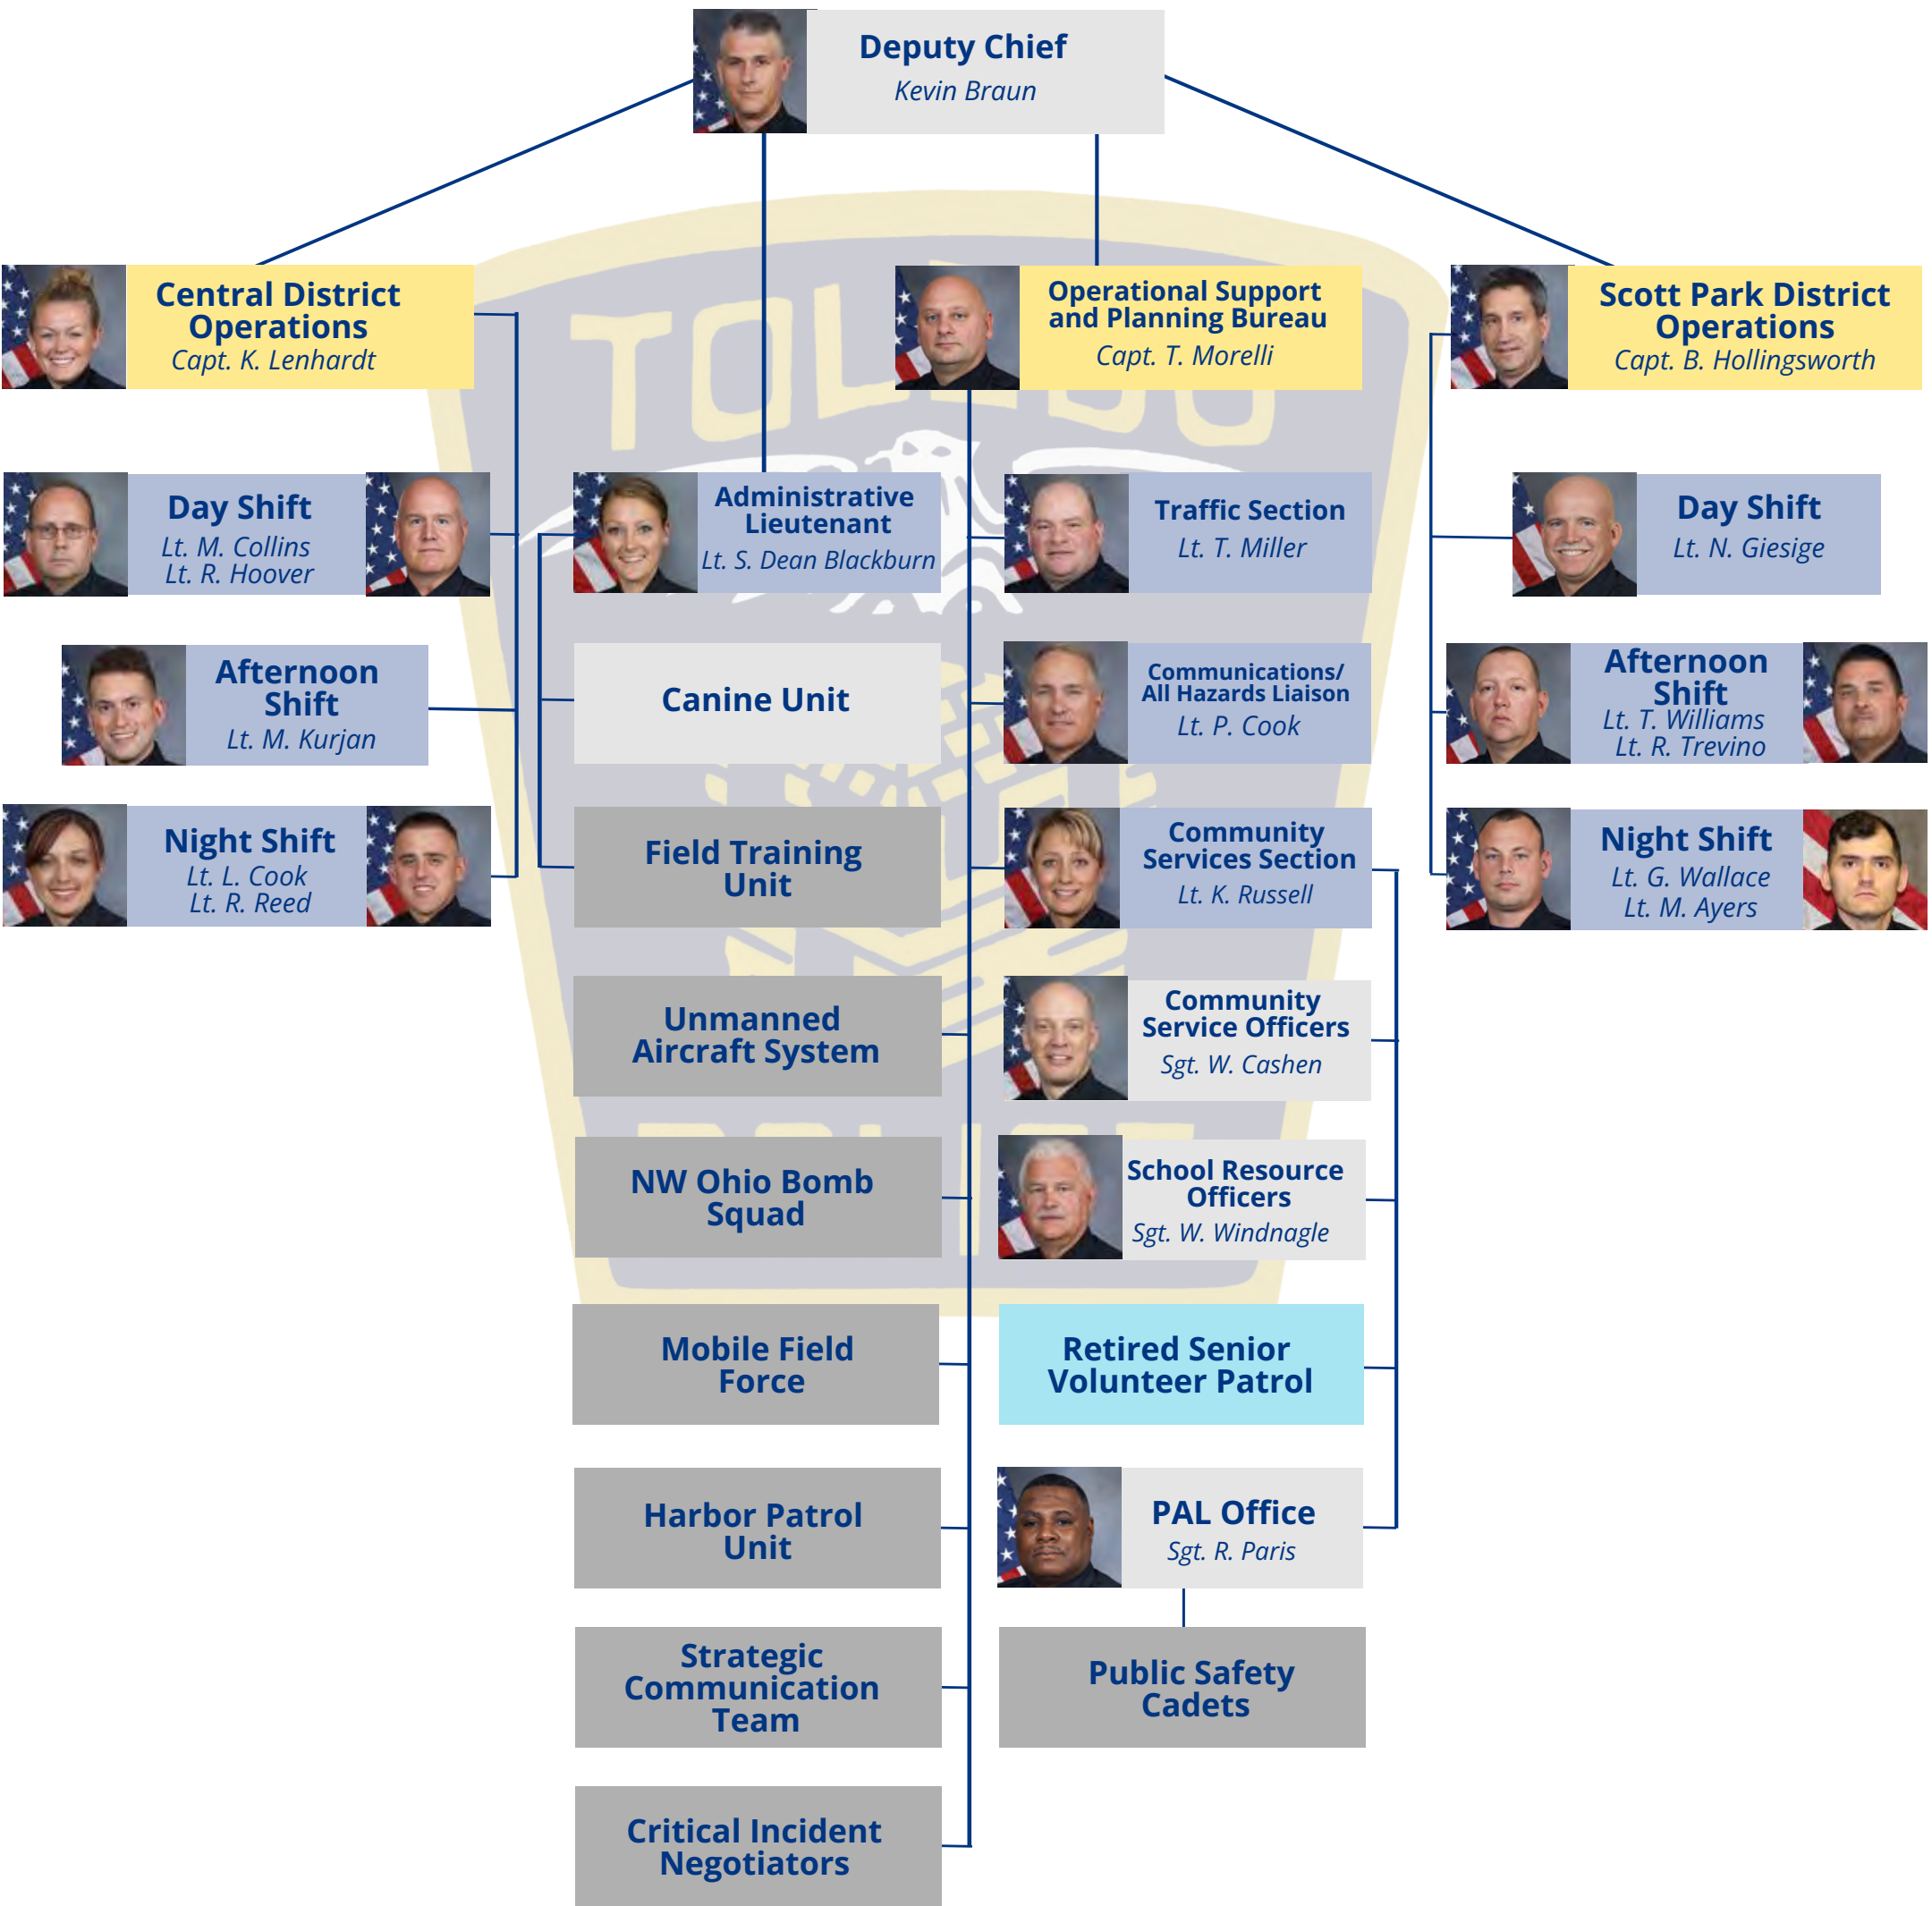 Deputy Chief
Kevin Braun
Central District
Operations
Capt. K. Lenhardt
Operational Support
and Planning Bureau
Capt. T. Morelli
Scott Park District
Operations
Capt. B. Hollingsworth
TOLEDO
Day Shift
Lt. M. Collins
Lt. R. Hoover
Administrative
Lieutenant
Lt. S. Dean Blackburn
Traffic Section
Lt. T. Miller
Day Shift
Lt. N. Giesige
Afternoon
Shift
Lt. M. Kurjan
Canine Unit
Communications/
All Hazards Liaison
Lt. P. Cook
Afternoon
Shift
Lt. T. Williams
Lt. R. Trevino
Night Shift
Lt. L. Cook
Lt. R. Reed
Field Training
Unit
Community
Services Section
Lt. K. Russell
Night Shift
Lt. G. Wallace
Lt. M. Ayers
Unmanned
Aircraft System
Community
Service Officers
Sgt. W. Cashen
POLICE
NW Ohio Bomb
Squad
School Resource
Officers
Sgt. W. Windnagle
Mobile Field
Force
Retired Senior
Volunteer Patrol
Harbor Patrol
Unit
PAL Office
Sgt. R. Paris
Strategic
Communication
Team
Public Safety
Cadets
Critical Incident
Negotiators